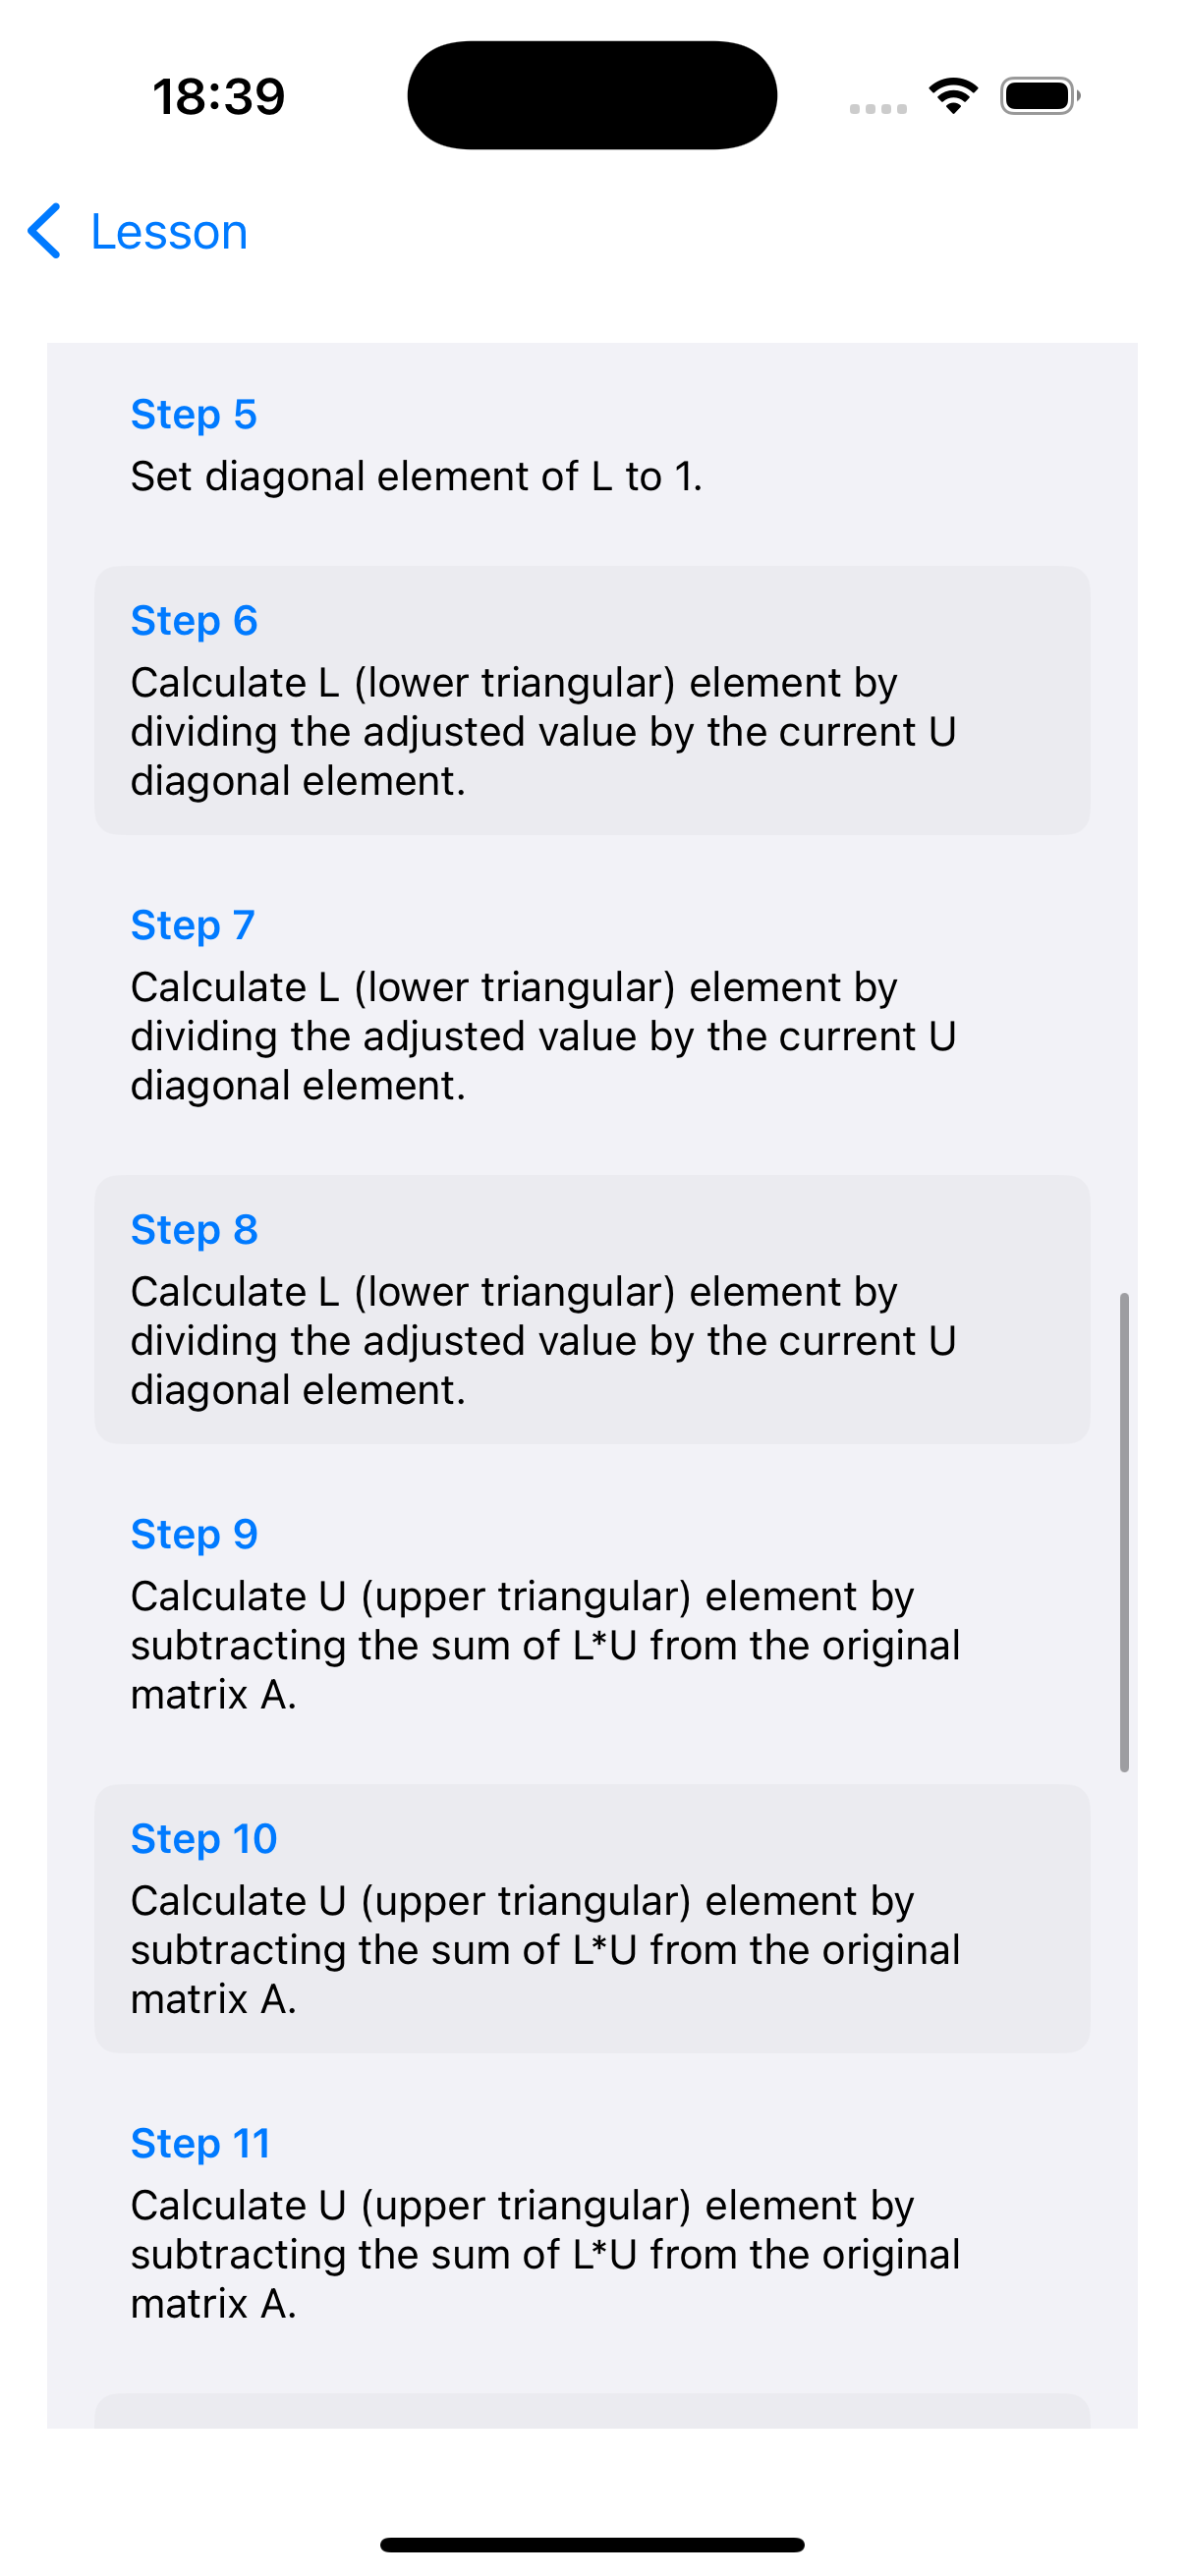 18:39
Lesson
Step 5
Set diagonal element of L to 1.
Step 6
Calculate L (lower triangular) element by
dividing the adjusted value by the current U
diagonal element.
Step 7
Calculate L (lower triangular) element by
dividing the adjusted value by the current U
diagonal element.
Step 8
Calculate L (lower triangular) element by
dividing the adjusted value by the current U
diagonal element.
Step 9
Calculate U (upper triangular) element by
subtracting the sum of L*U from the original
matrix A.
Step 10
Calculate U (upper triangular) element by
subtracting the sum of L*U from the original
matrix A.
Step 11
Calculate U (upper triangular) element by
subtracting the sum of L*U from the original
matrix A.